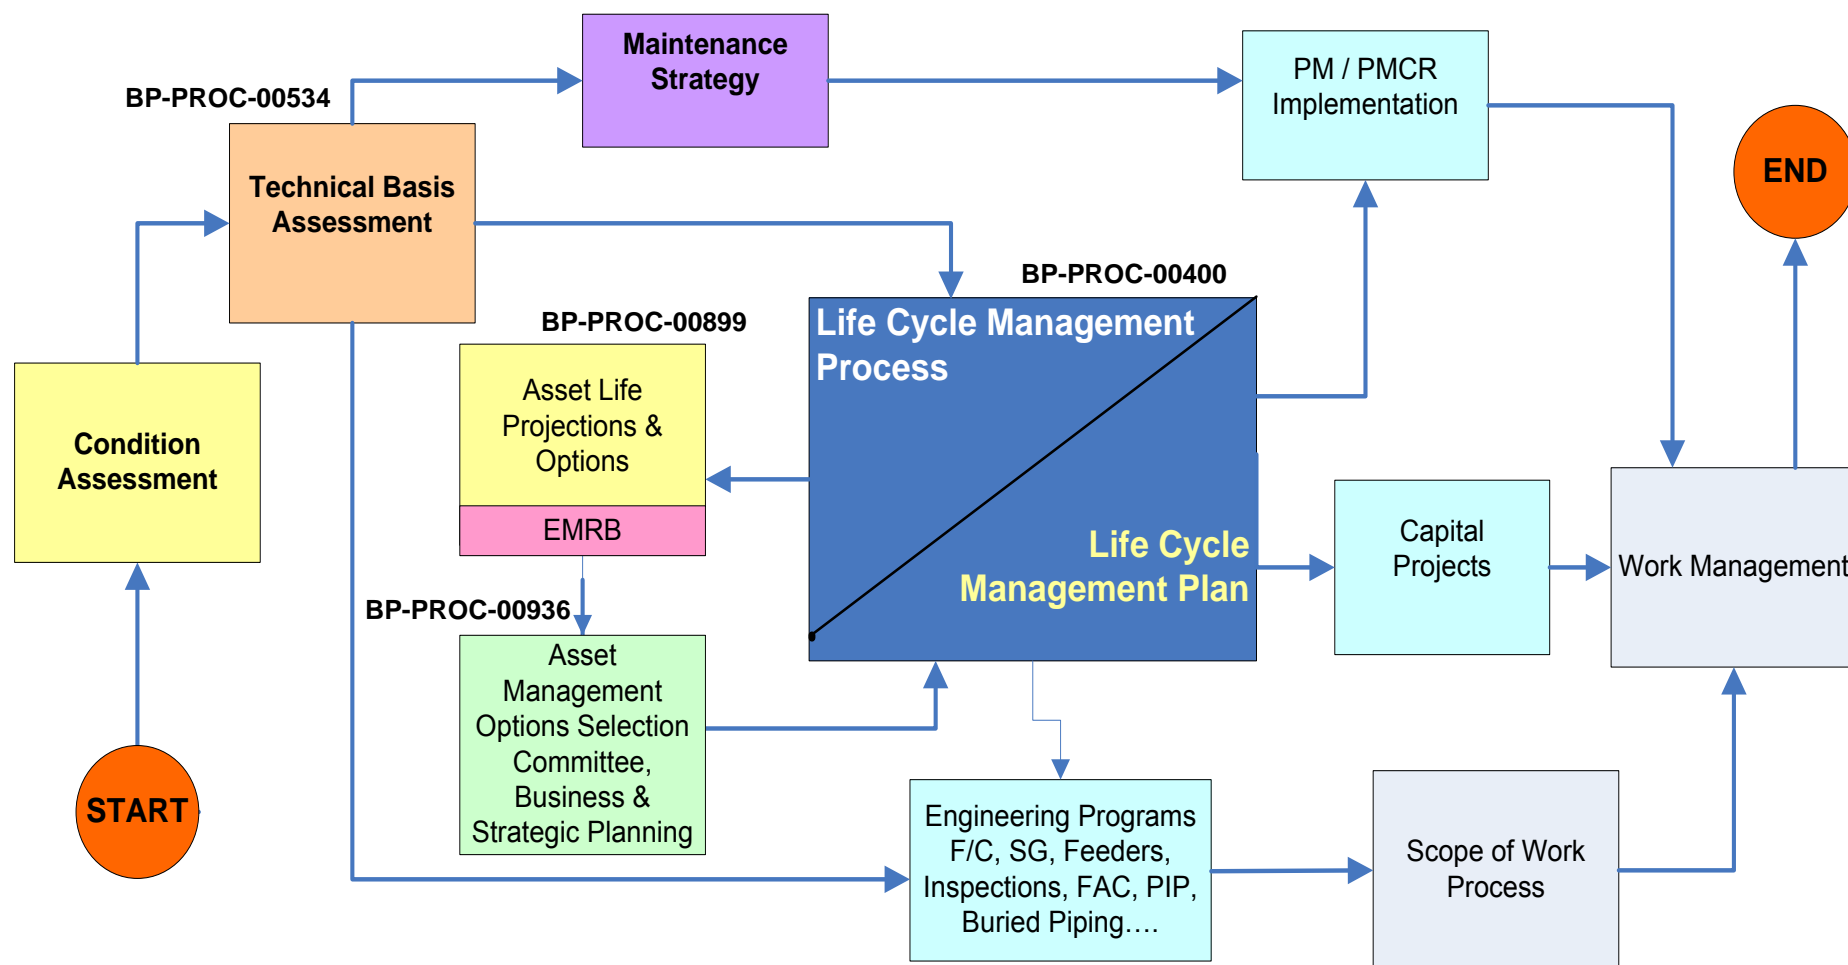 Maintenance
Strategy
PM / PMCR
Implementation
BP-PROC-00534
END
Technical Basis
Assessment
BP-PROC-00400
Life Cycle Management
Process
BP-PROC-00899
Asset Life
Projections &
Options
EMRB
Condition
Assessment
Life Cycle
Management Plan
Capital
Projects
Work Management
BP-PROC-00936
Asset
Management
Options Selection
Committee,
Business &
Strategic Planning
START
Engineering Programs
F/C, SG, Feeders,
Inspections, FAC, PIP,
Buried Piping….
Scope of Work
Process